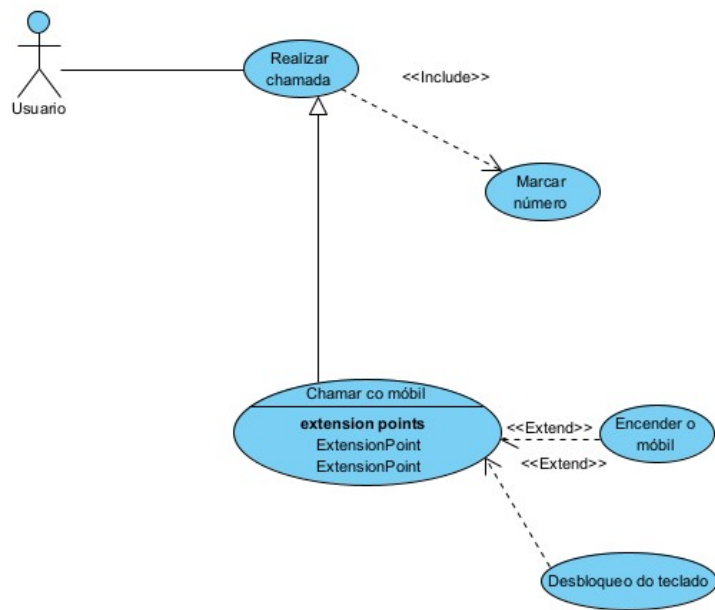 Realizar
chamada
<<Include>>
Usuario
Marcar
número
Chamar co móbil
extension points
ExtensionPoint
ExtensionPoint
<<Extend>>
Encender o
móbil
<<Extend>>
Desbloqueo do teclado